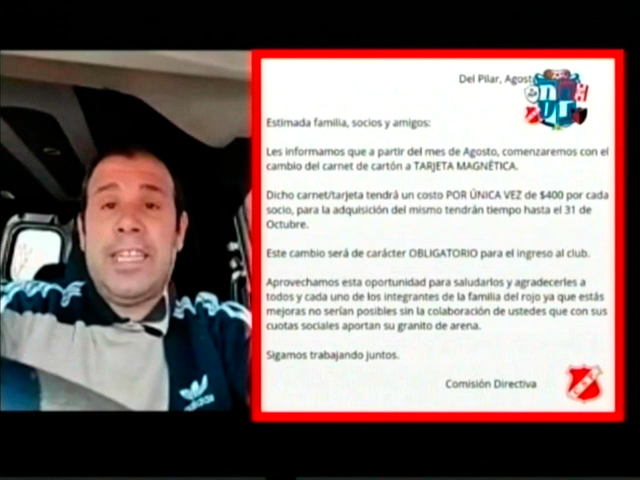 Del Pilar, Agosto
Estimada familia, socios y amigos:
Les informamos que a partir del mes de Agosto, comenzaremos con el
cambio del carnet de cartón a TARJETA MAGNÉTICA.
Dicho carnet/tarjeta tendrá un costo POR ÚNICA VEZ de $400 por cada
socio, para la adquisición del mismo tendrán tiempo hasta el 31 de
Octubre.
Este cambio será de carácter OBLIGATORIO para el ingreso al club.
Aprovechamos esta oportunidad para saludarlos y agradecerles a
todos y cada uno de los integrantes de la familia del rojo ya que estás
mejoras no serían posibles sin la colaboración de ustedes que con sus
cuotas sociales aportan su granito de arena.
Sigamos trabajando juntos.
Comisión Directiva
adidas